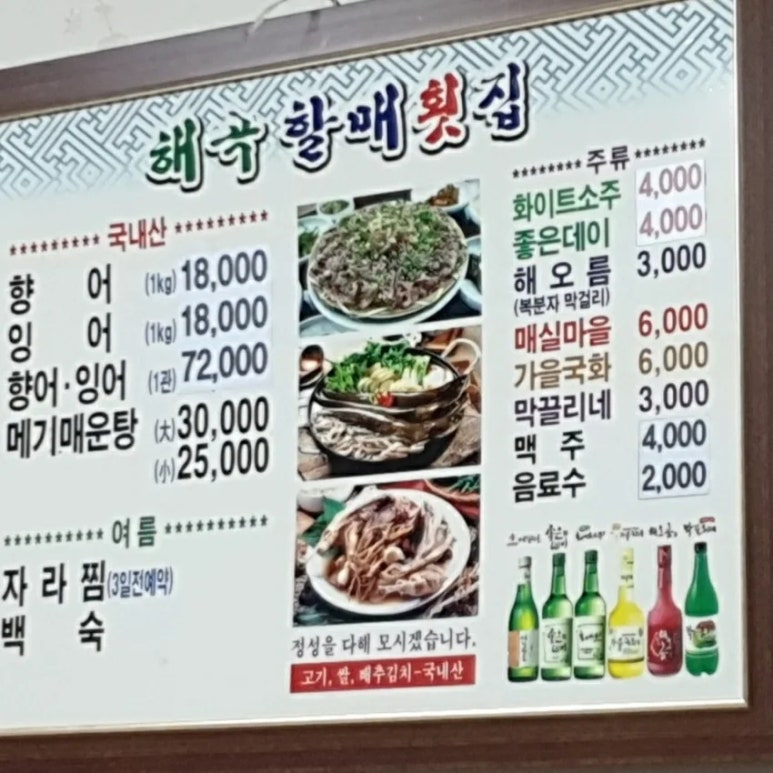 해곡 할매횟집
********* 국내산 *********
향 어 (1kg) 18,000
잉 어 (1kg) 18,000
향어·잉어 (1관) 72,000
메기매운탕 (大) 30,000
(小) 25,000
********** 여름 **********
자 라 찜 (3일전예약)
백 숙
정성을 다해 모시겠습니다.
고기, 쌀, 배추김치-국내산
******** 주류 ********
화이트소주 4,000
좋은데이 4,000
해 오 름 3,000
(복분자 막걸리)
매실마을 6,000
가을국화 6,000
막끌리네 3,000
맥 주 4,000
음료수 2,000